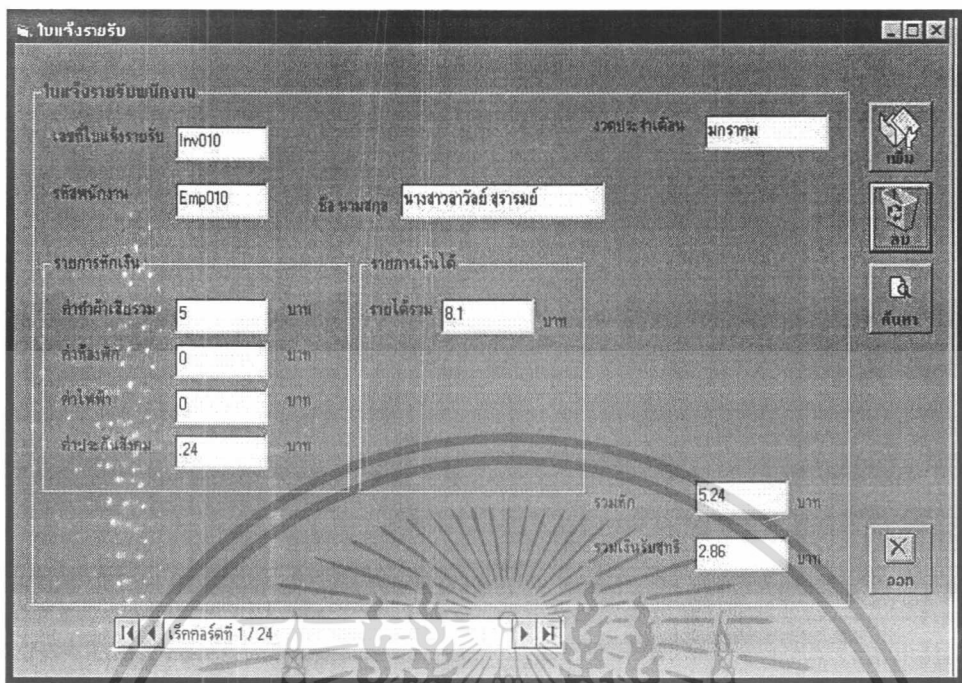 ใบแจ้งรายรับ
ใบแจ้งรายรับพนักงาน
เลขที่ใบแจ้งรายรับ Inv010 งวดประจำเดือน มกราคม
รหัสพนักงาน Emp010 ชื่อ นามสกุล นางสาวลาวัลย์ สุรารมย์
รายการหักเงิน รายการเงินได้
ค่าทำผ้าเสียรวม 5 บาท รายได้รวม 8.1 บาท
ค่าห้องพัก 0 บาท
ค่าไฟฟ้า 0 บาท
ค่าประกันสังคม .24 บาท
รวมหัก 5.24 บาท
รวมเงินรับสุทธิ 2.86 บาท
เพิ่ม
ลบ
ค้นหา
ออก
เร็คคอร์ดที่ 1 / 24